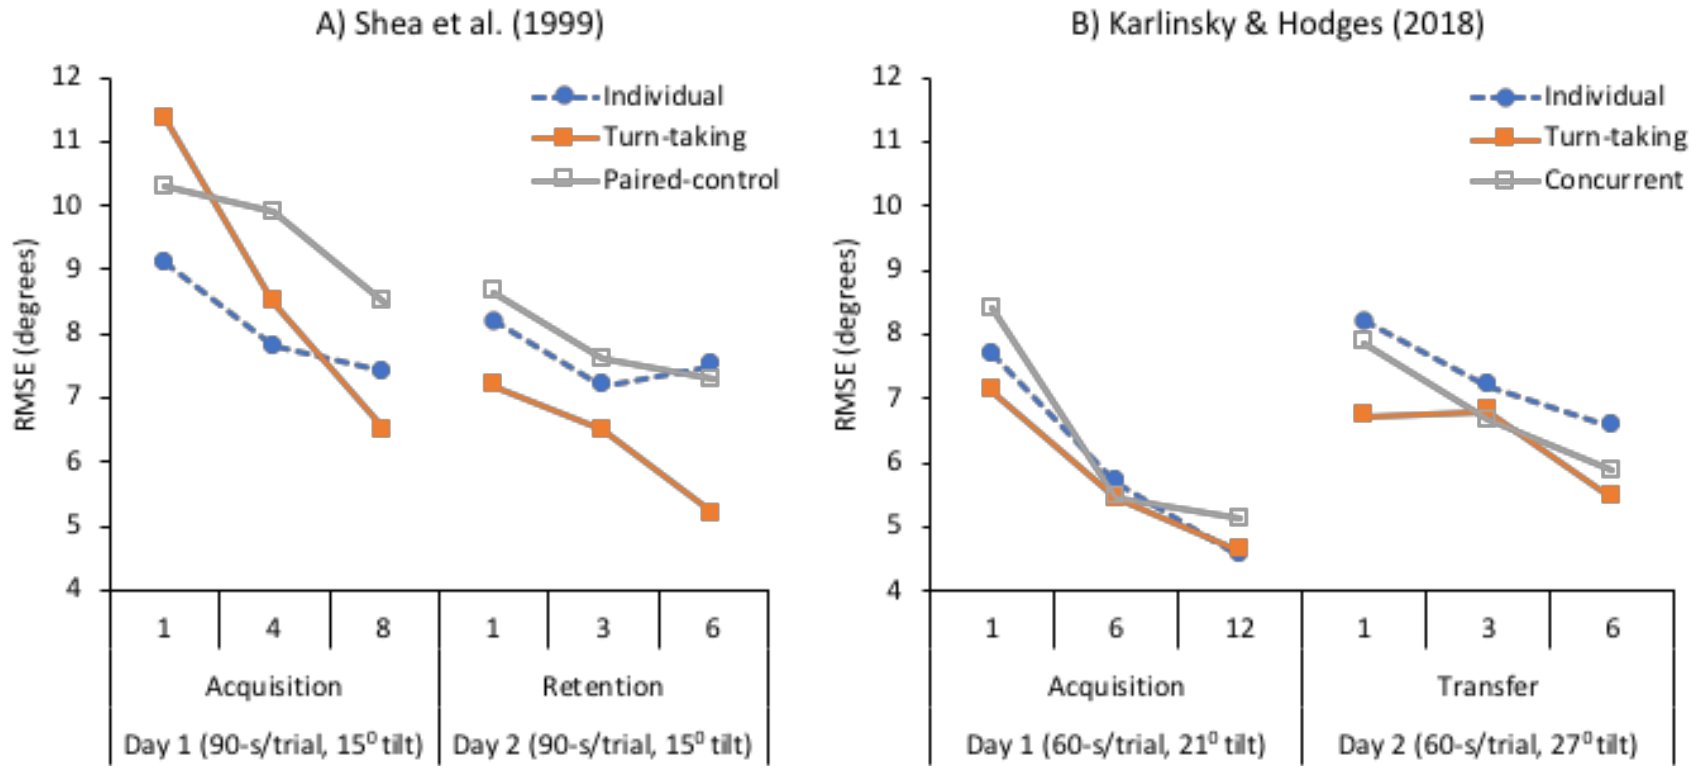 A) Shea et al. (1999)
12
11
10
9
8
7
6
5
4
RMSE (degrees)
Individual
Turn-taking
Paired-control
1 4 8 1 3 6
Acquisition Retention
Day 1 (90-s/trial, 15⁰ tilt) Day 2 (90-s/trial, 15⁰ tilt)
B) Karlinsky & Hodges (2018)
12
11
10
9
8
7
6
5
4
RMSE (degrees)
Individual
Turn-taking
Concurrent
1 6 12 1 3 6
Acquisition Transfer
Day 1 (60-s/trial, 21⁰ tilt) Day 2 (60-s/trial, 27⁰ tilt)